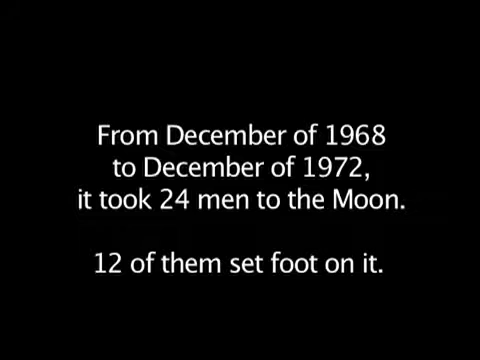 From December of 1968
to December of 1972,
it took 24 men to the Moon.
12 of them set foot on it.